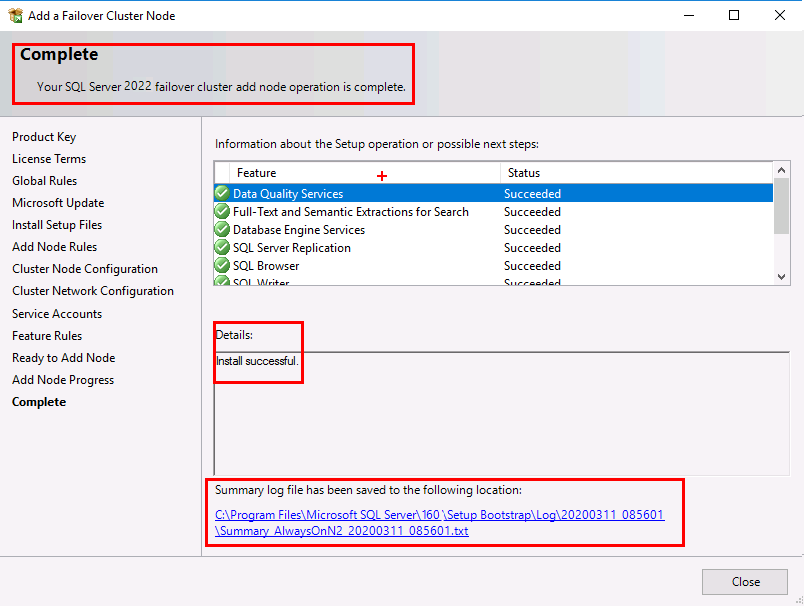 Add a Failover Cluster Node
Complete
Your SQL Server 2022 failover cluster add node operation is complete.
Product Key
License Terms
Global Rules
Microsoft Update
Install Setup Files
Add Node Rules
Cluster Node Configuration
Cluster Network Configuration
Service Accounts
Feature Rules
Ready to Add Node
Add Node Progress
Complete
Information about the Setup operation or possible next steps:
Feature Status
Data Quality Services Succeeded
Full-Text and Semantic Extractions for Search Succeeded
Database Engine Services Succeeded
SQL Server Replication Succeeded
SQL Browser Succeeded
SQL Writer Succeeded
Details:
Install successful.
Summary log file has been saved to the following location:
C:\Program Files\Microsoft SQL Server\160\Setup Bootstrap\Log\20200311_085601
\Summary_AlwaysOnN2_20200311_085601.txt
Close